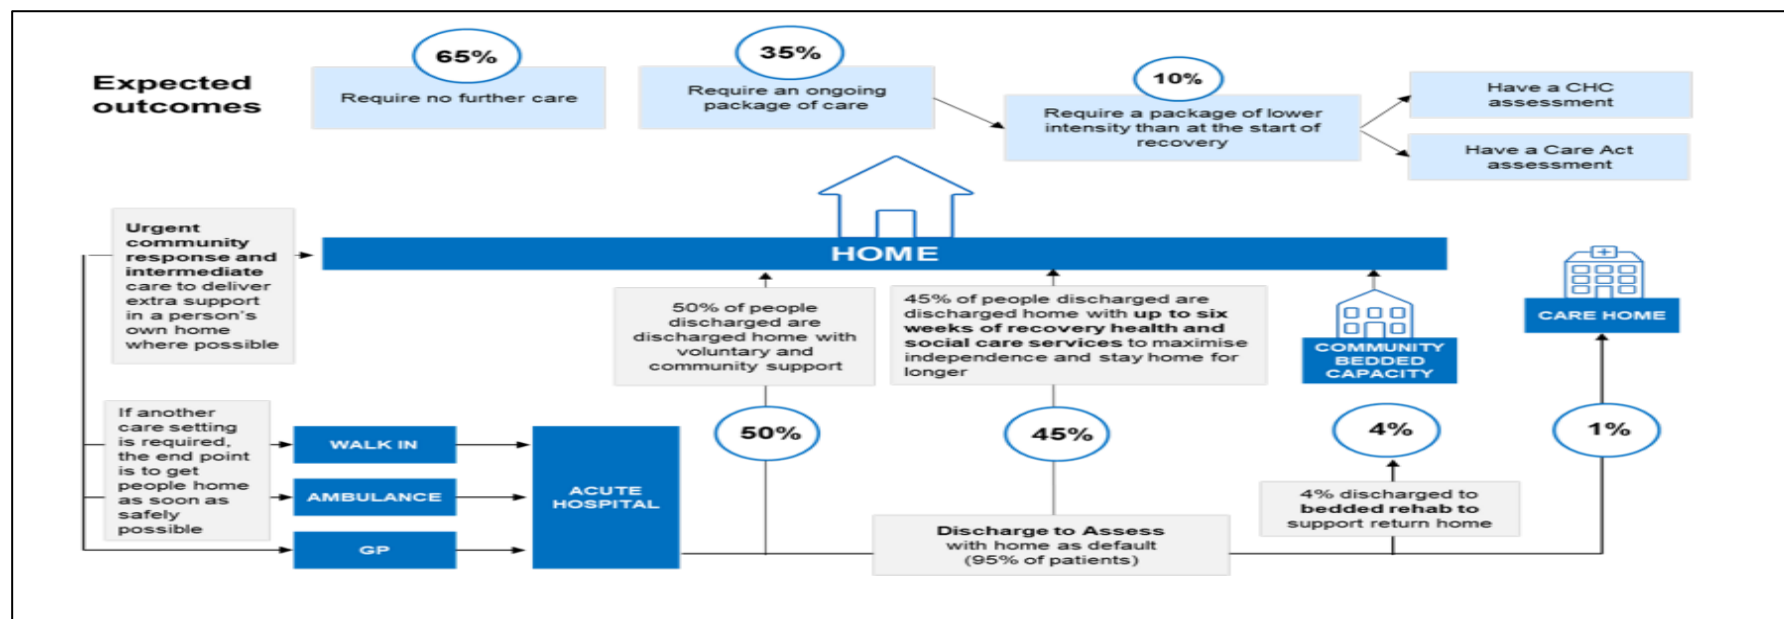 Expected
outcomes
65%
Require no further care
35%
Require an ongoing
package of care
10%
Require a package of lower
intensity than at the start of
recovery
Have a CHC
assessment
Have a Care Act
assessment
Urgent
community
response and
intermediate
care to deliver
extra support
in a person's
own home
where possible
HOME
50% of people
discharged are
discharged home with
voluntary and
community support
45% of people discharged are
discharged home with up to six
weeks of recovery health and
social care services to maximise
independence and stay home for
longer
COMMUNITY
BEDDED
CAPACITY
CARE HOME
If another
care setting
is required,
the end point
is to get
people home
as soon as
safely
possible
WALK IN
AMBULANCE
GP
ACUTE
HOSPITAL
50%
45%
4%
1%
Discharge to Assess
with home as default
(95% of patients)
4% discharged to
bedded rehab to
support return home